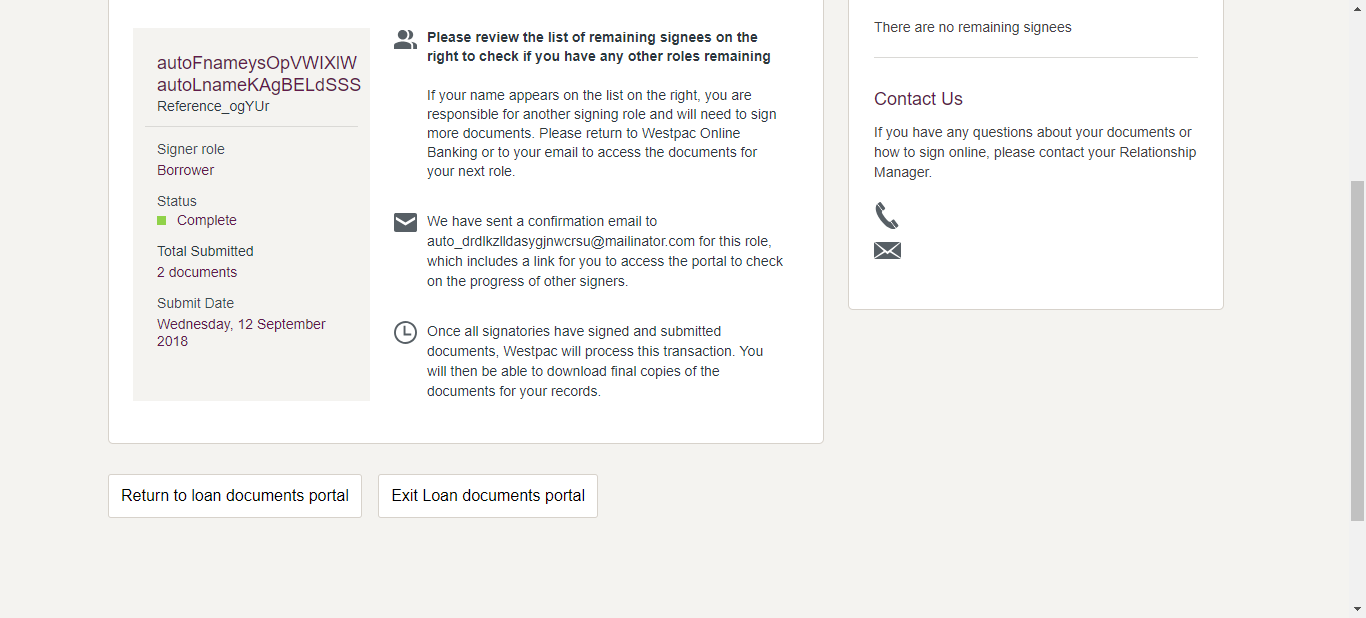 autoFnameysOpVWIXlW
autoLnameKAgBELdSSS
Reference_ogYUr
Signer role
Borrower
Status
Complete
Total Submitted
2 documents
Submit Date
Wednesday, 12 September
2018
Please review the list of remaining signees on the
right to check if you have any other roles remaining
If your name appears on the list on the right, you are
responsible for another signing role and will need to sign
more documents. Please return to Westpac Online
Banking or to your email to access the documents for
your next role.
We have sent a confirmation email to
auto_drdlkzlldasygjnwcrsu@mailinator.com for this role,
which includes a link for you to access the portal to check
on the progress of other signers.
Once all signatories have signed and submitted
documents, Westpac will process this transaction. You
will then be able to download final copies of the
documents for your records.
There are no remaining signees
Contact Us
If you have any questions about your documents or
how to sign online, please contact your Relationship
Manager.
Return to loan documents portal
Exit Loan documents portal